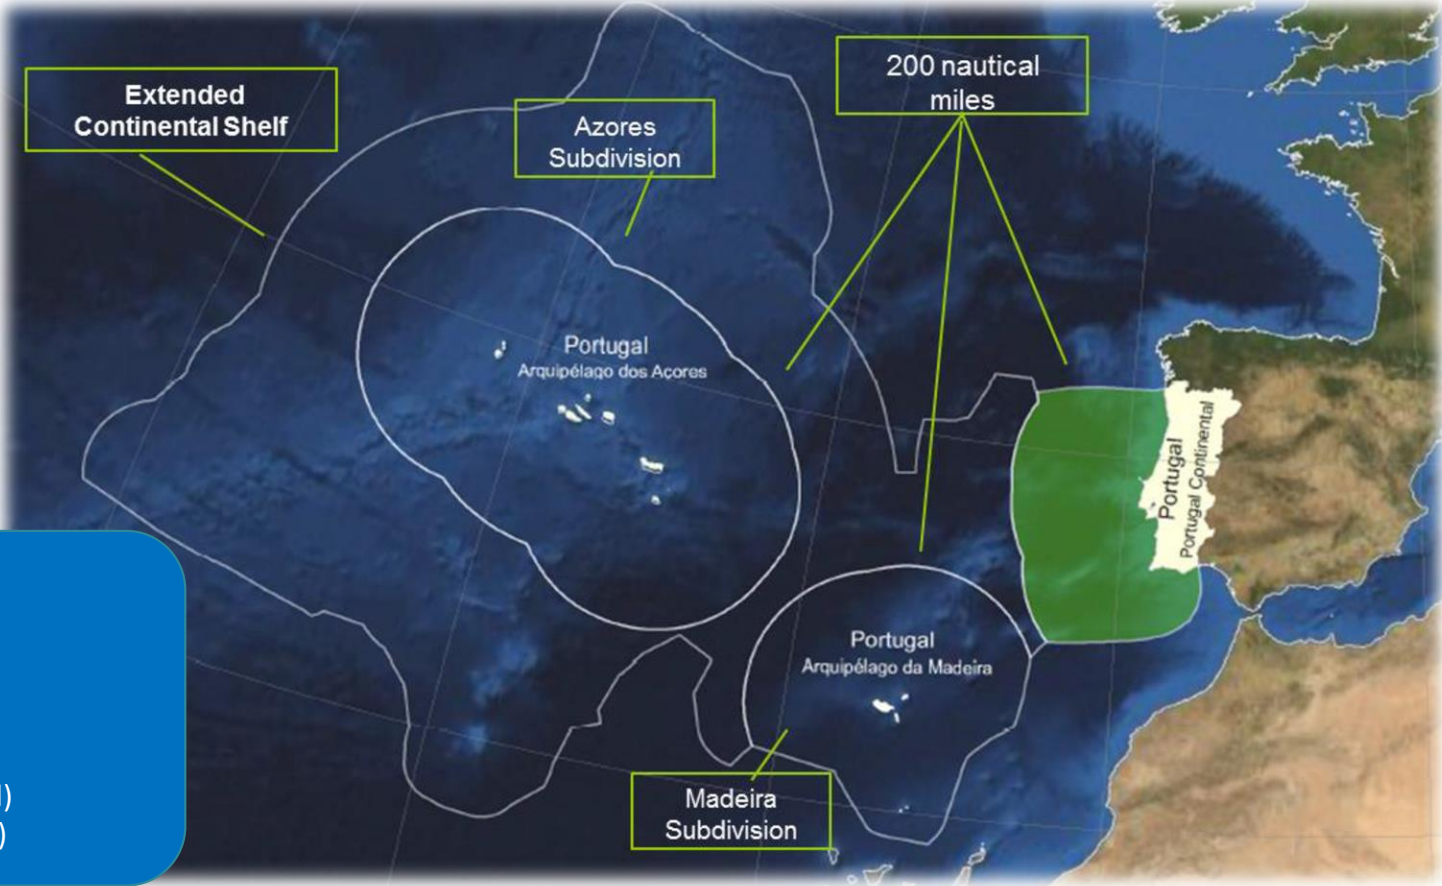 Extended
Continental Shelf
Azores
Subdivision
200 nautical
miles
Portugal
Arquipélago dos Açores
Portugal
Portugal Continental
Portugal
Arquipélago da Madeira
Madeira
Subdivision
)
)